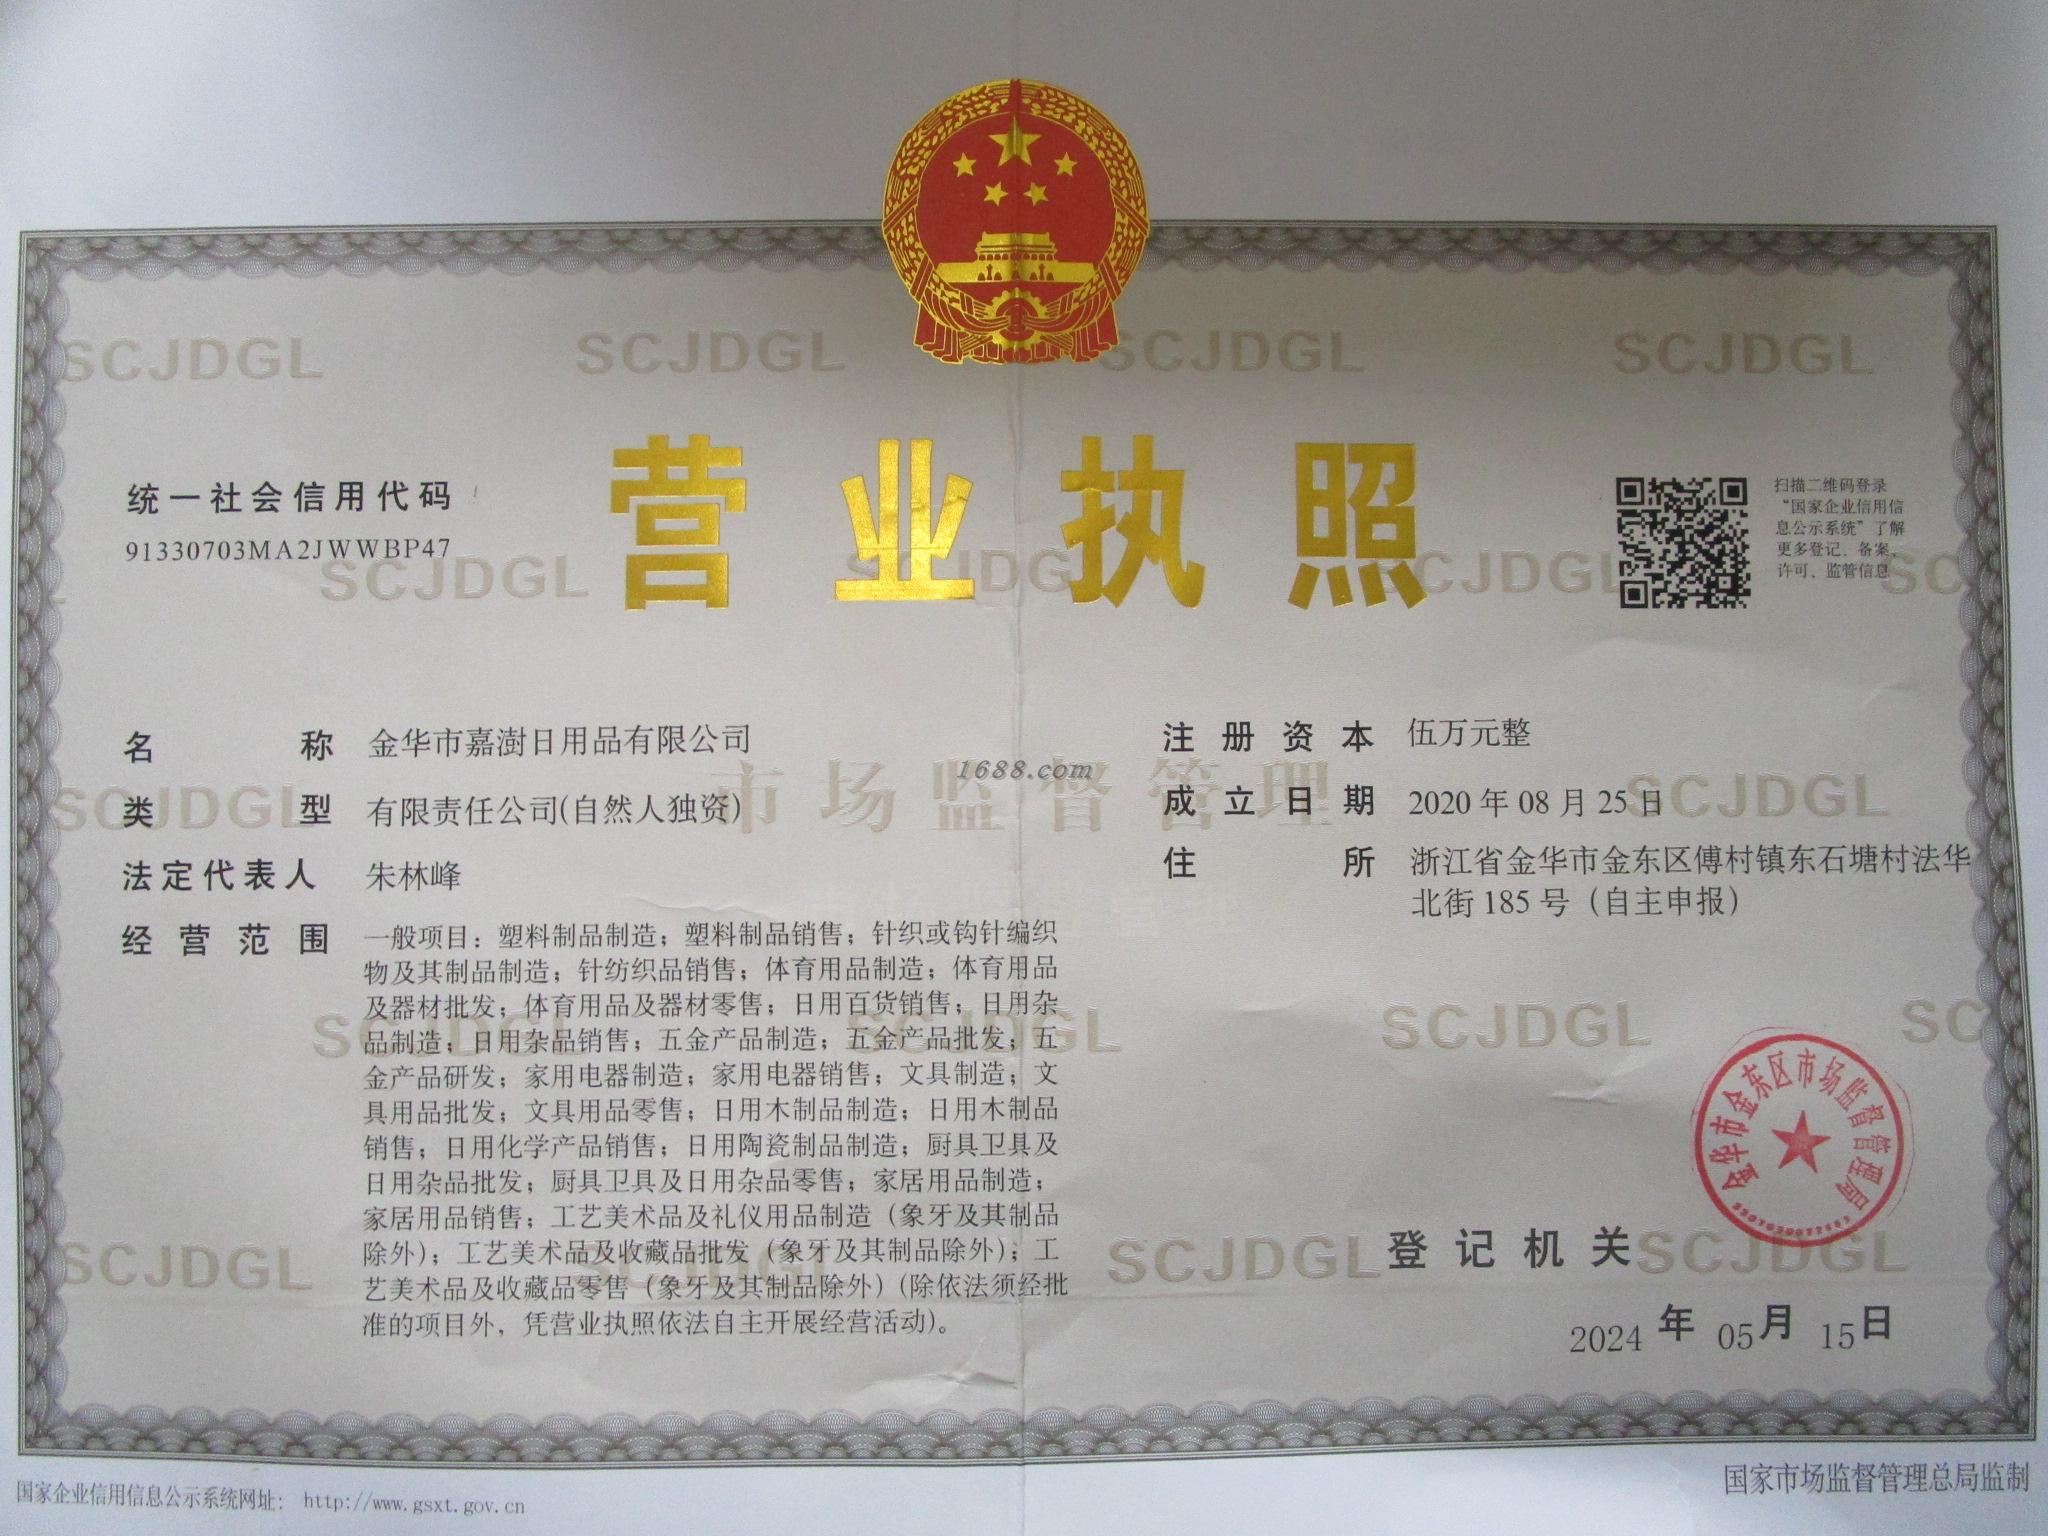 营业执照
统一社会信用代码
91330703MA2JWWBP47
扫描二维码登录
“国家企业信用信
息公示系统”了解
更多登记、备案、
许可、监管信息
名称 金华市嘉澍日用品有限公司
类型 有限责任公司(自然人独资)
法定代表人 朱林峰
经营范围 一般项目：塑料制品制造；塑料制品销售；针织或钩针编织
物及其制品制造；针纺织品销售；体育用品制造；体育用品
及器材批发；体育用品及器材零售；日用百货销售；日用杂
品制造；日用杂品销售；五金产品制造；五金产品批发；五
金产品研发；家用电器制造；家用电器销售；文具制造；文
具用品批发；文具用品零售；日用木制品制造；日用木制品
销售；日用化学产品销售；日用陶瓷制品制造；厨具卫具及
日用杂品批发；厨具卫具及日用杂品零售；家居用品制造；
家居用品销售；工艺美术品及礼仪用品制造（象牙及其制品
除外）；工艺美术品及收藏品批发（象牙及其制品除外）；工
艺美术品及收藏品零售（象牙及其制品除外）(除依法须经批
准的项目外，凭营业执照依法自主开展经营活动)。
注册资本 伍万元整
成立日期 2020年08月25日
住所 浙江省金华市金东区傅村镇东石塘村法华
北街185号（自主申报）
1688.com
市场监督管理
SCJDGL
金华市金东区市场监督管理局
登记机关
2024年05月15日
国家企业信用信息公示系统网址： http://www.gsxt.gov.cn
国家市场监督管理总局监制